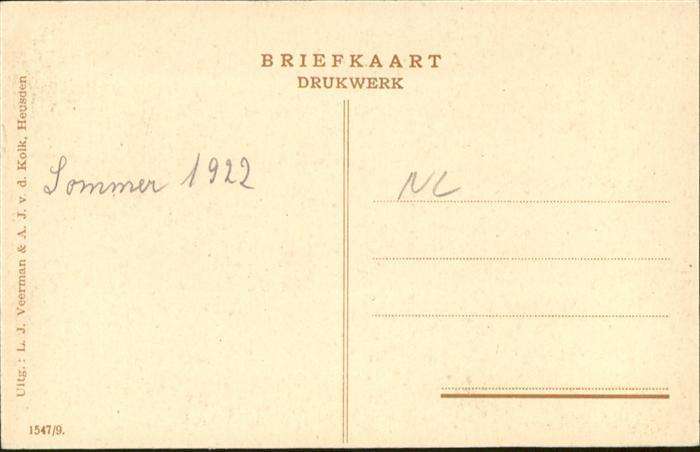 BRIEFKAART
DRUKWERK
Uitg.: L. J. Veerman & A. J. v. d. Kolk, Heusden
Sommer 1922
NL
1547/9.